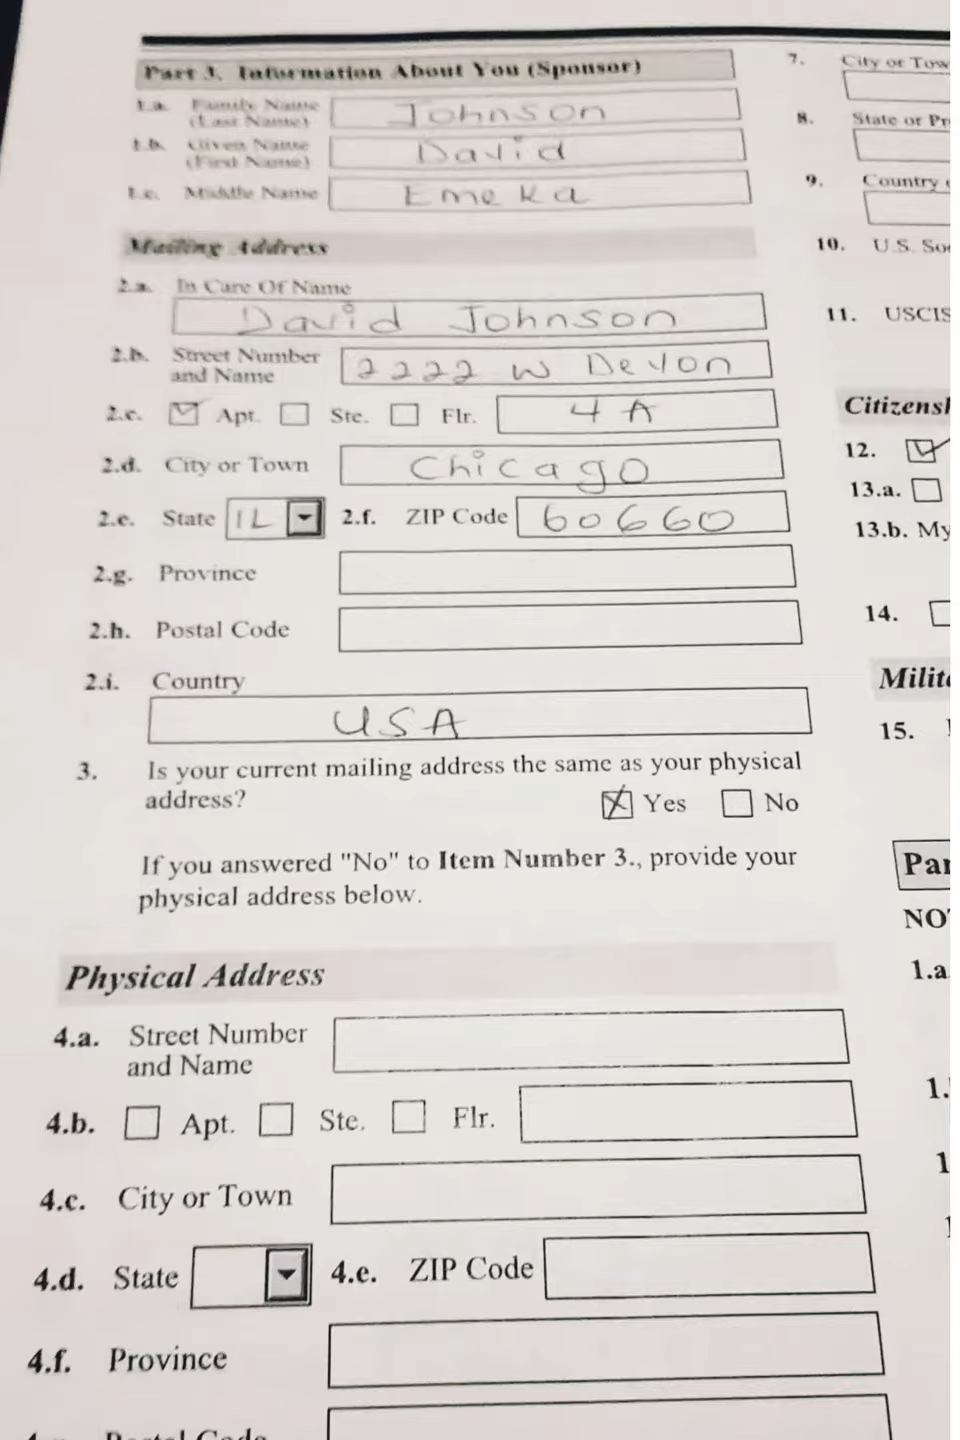 Part 3. Information About You (Sponsor)
1.a. Family Name (Last Name) Johnson
1.b. Given Name (First Name) David
1.c. Middle Name Emeka
Mailing Address
2.a. In Care Of Name
David Johnson
2.b. Street Number and Name 2222 W Devon
2.c. Apt. Ste. Flr. 4A
2.d. City or Town Chicago
2.e. State IL 2.f. ZIP Code 60660
2.g. Province
2.h. Postal Code
2.i. Country
USA
3. Is your current mailing address the same as your physical
address? Yes No
If you answered "No" to Item Number 3., provide your
physical address below.
Physical Address
4.a. Street Number
and Name
4.b. Apt. Ste. Flr.
4.c. City or Town
4.d. State 4.e. ZIP Code
4.f. Province
Postal Code
7. City or Tow
8. State or Pr
9. Country
10. U.S. So
11. USCIS
Citizens
12.
13.a.
13.b. My
14.
Milit
15.
Par
NO
1.a
1.
1